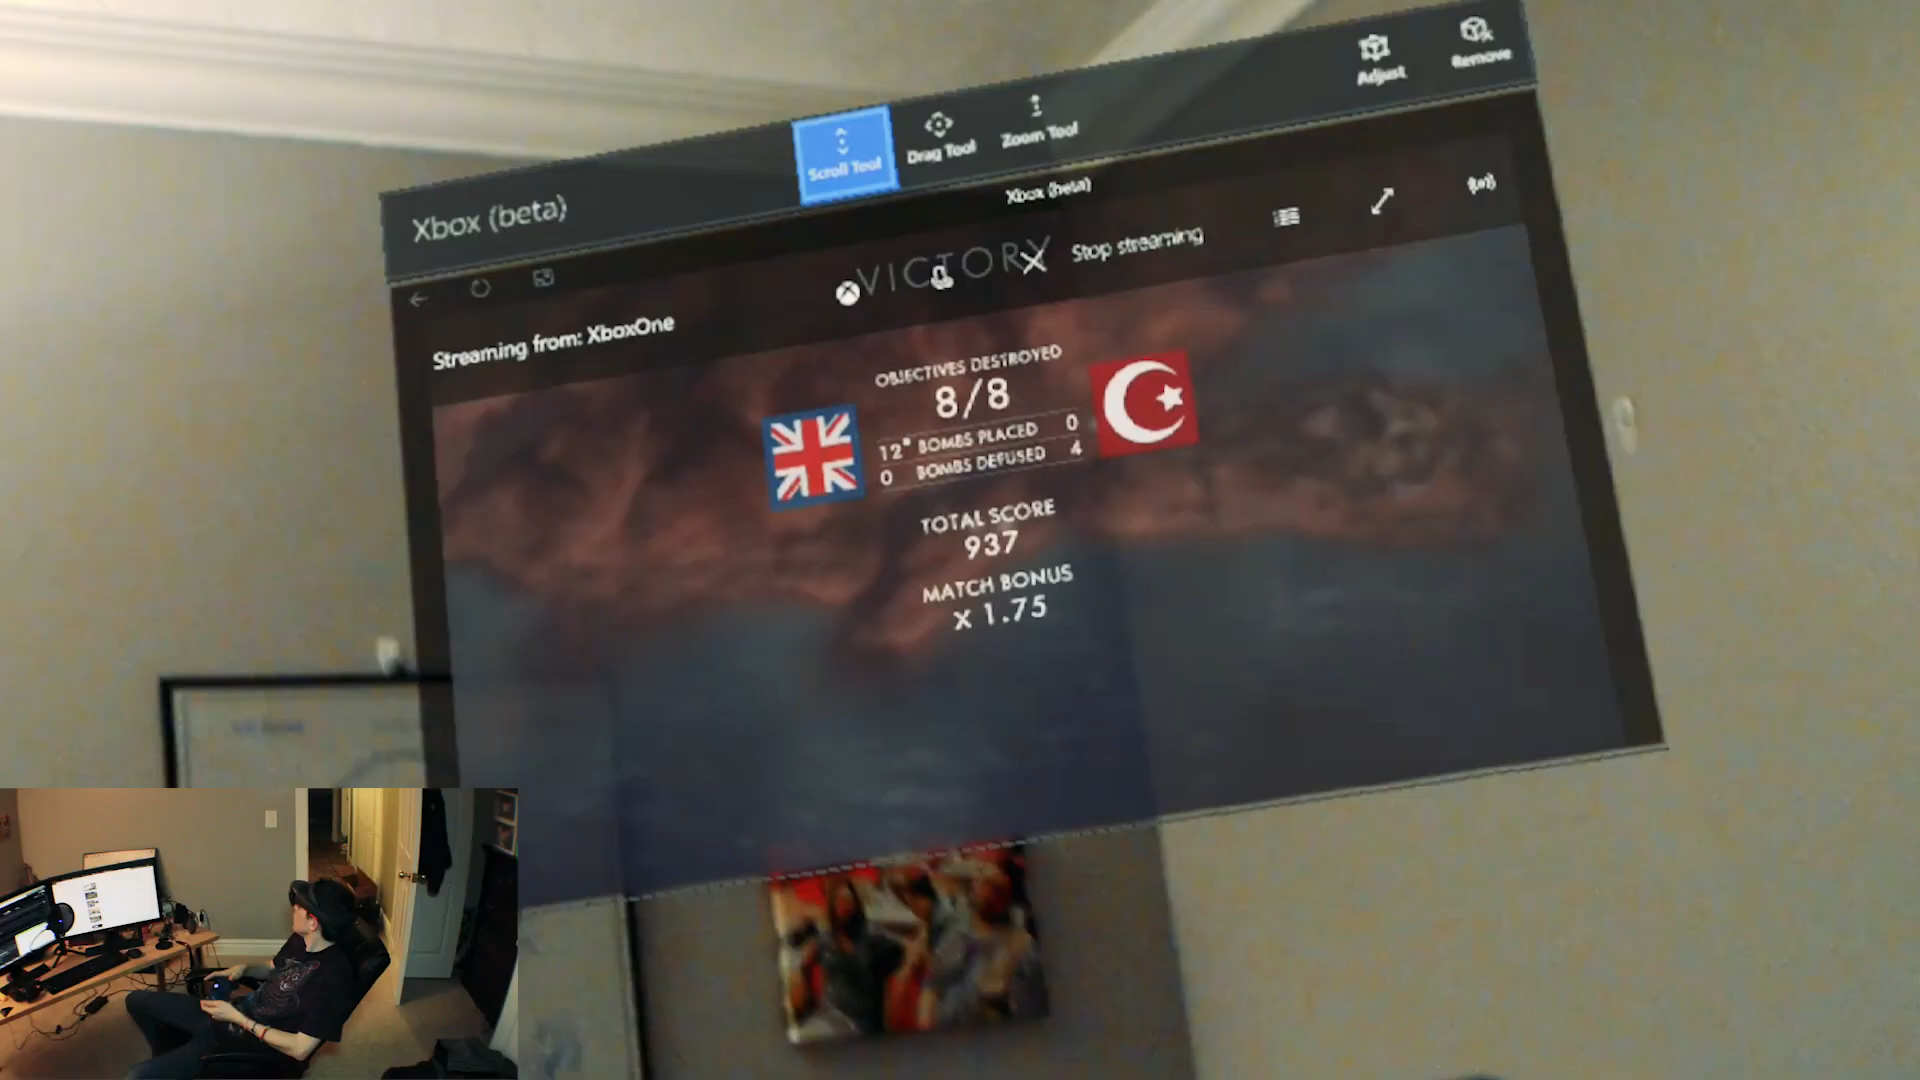 Adjust
Remove
Scroll Tool
Drag Tool
Zoom Tool
Xbox (beta)
Xbox (beta)
VICTORY
Stop streaming
Streaming from: XboxOne
OBJECTIVES DESTROYED
8/8
12* BOMBS PLACED 0
0 BOMBS DEFUSED 4
TOTAL SCORE
937
MATCH BONUS
X 1.75